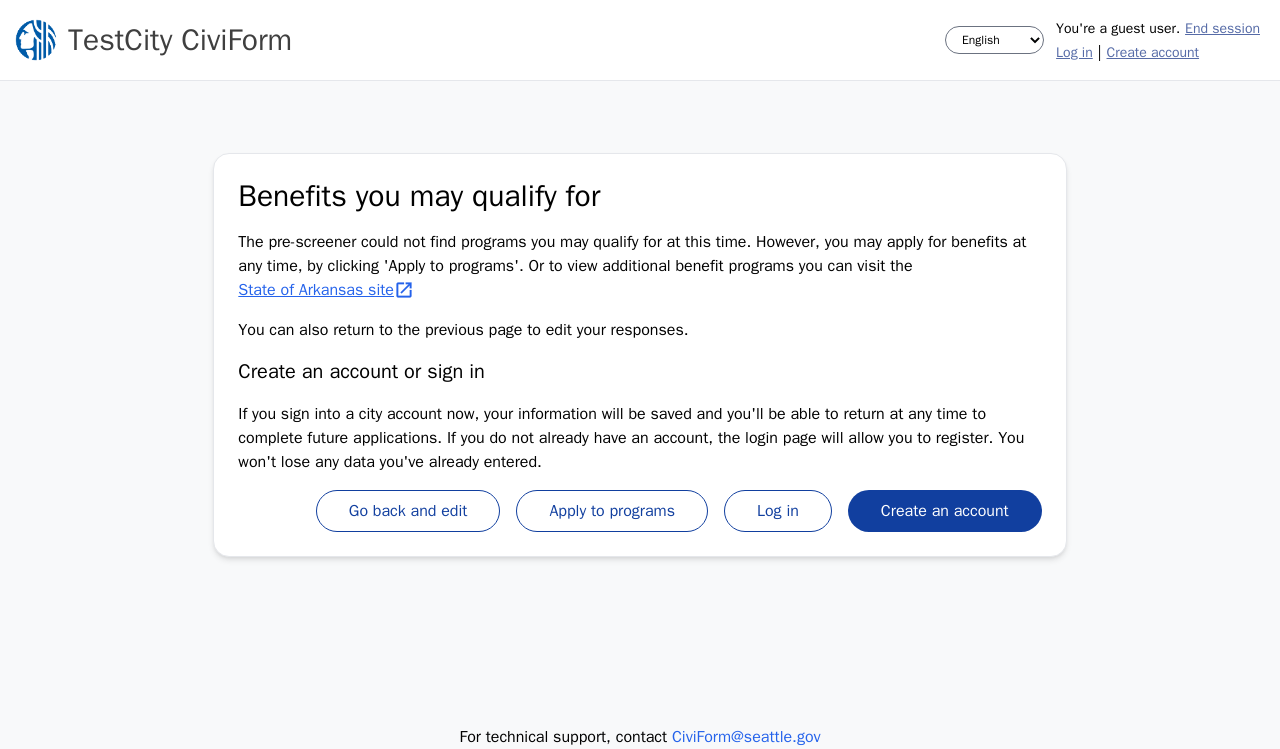 TestCity CiviForm
English
You're a guest user. End session
Log in | Create account
Benefits you may qualify for
The pre-screener could not find programs you may qualify for at this time. However, you may apply for benefits at
any time, by clicking 'Apply to programs'. Or to view additional benefit programs you can visit the
State of Arkansas site
You can also return to the previous page to edit your responses.
Create an account or sign in
If you sign into a city account now, your information will be saved and you'll be able to return at any time to
complete future applications. If you do not already have an account, the login page will allow you to register. You
won't lose any data you've already entered.
Go back and edit
Apply to programs
Log in
Create an account
For technical support, contact CiviForm@seattle.gov